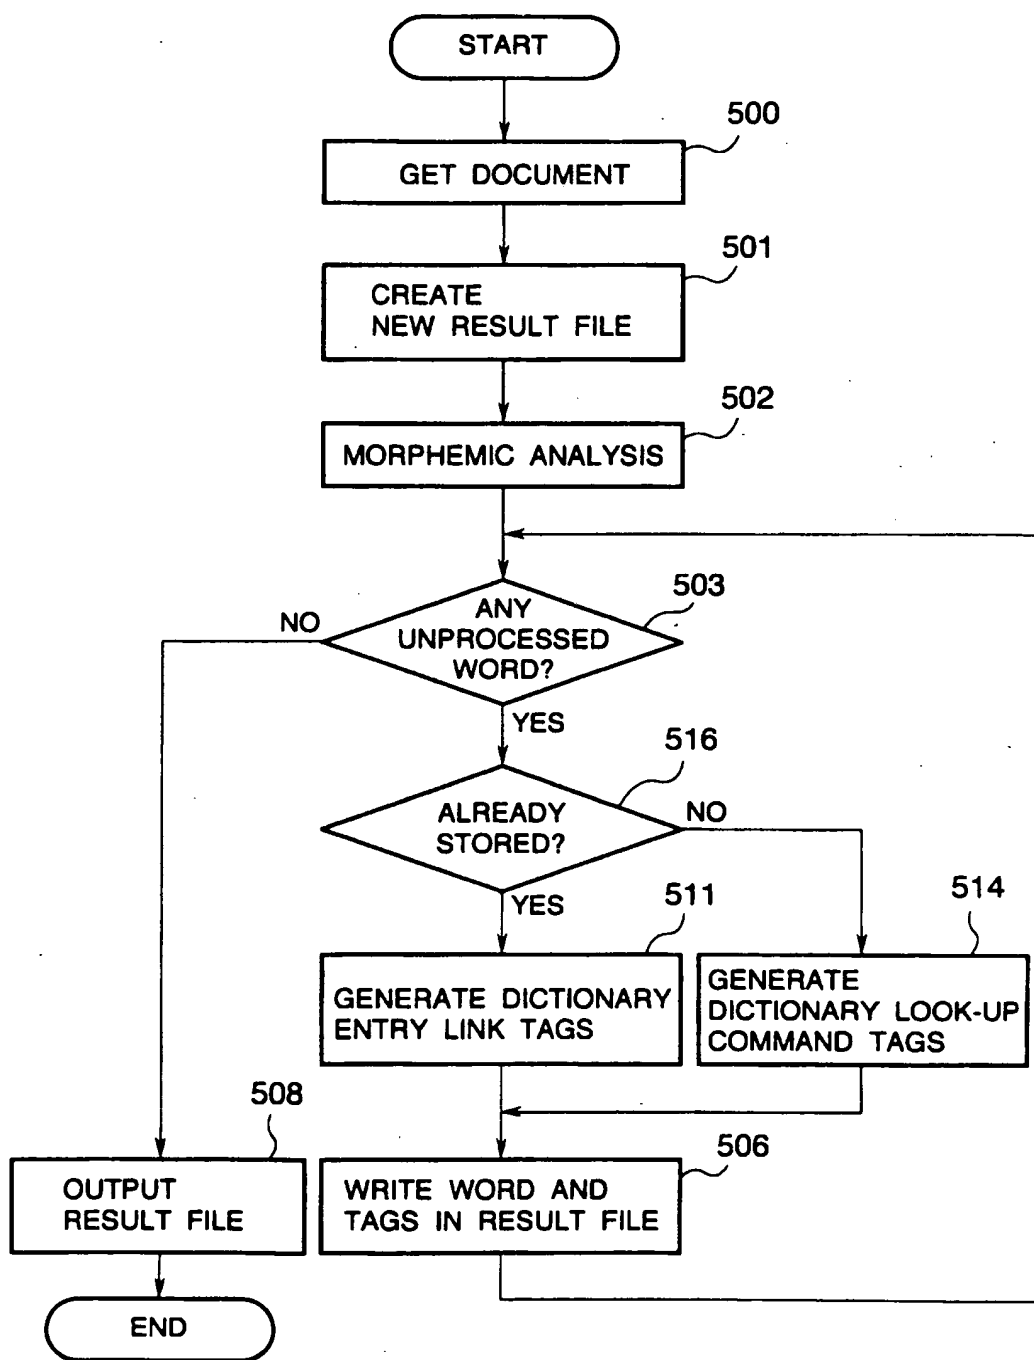 START
500
GET DOCUMENT
501
CREATE
NEW RESULT FILE
502
MORPHEMIC ANALYSIS
503
NO
ANY
UNPROCESSED
WORD?
YES
516
ALREADY
STORED?
NO
YES
511
514
GENERATE DICTIONARY
ENTRY LINK TAGS
GENERATE
DICTIONARY LOOK-UP
COMMAND TAGS
508
506
OUTPUT
RESULT FILE
WRITE WORD AND
TAGS IN RESULT FILE
END